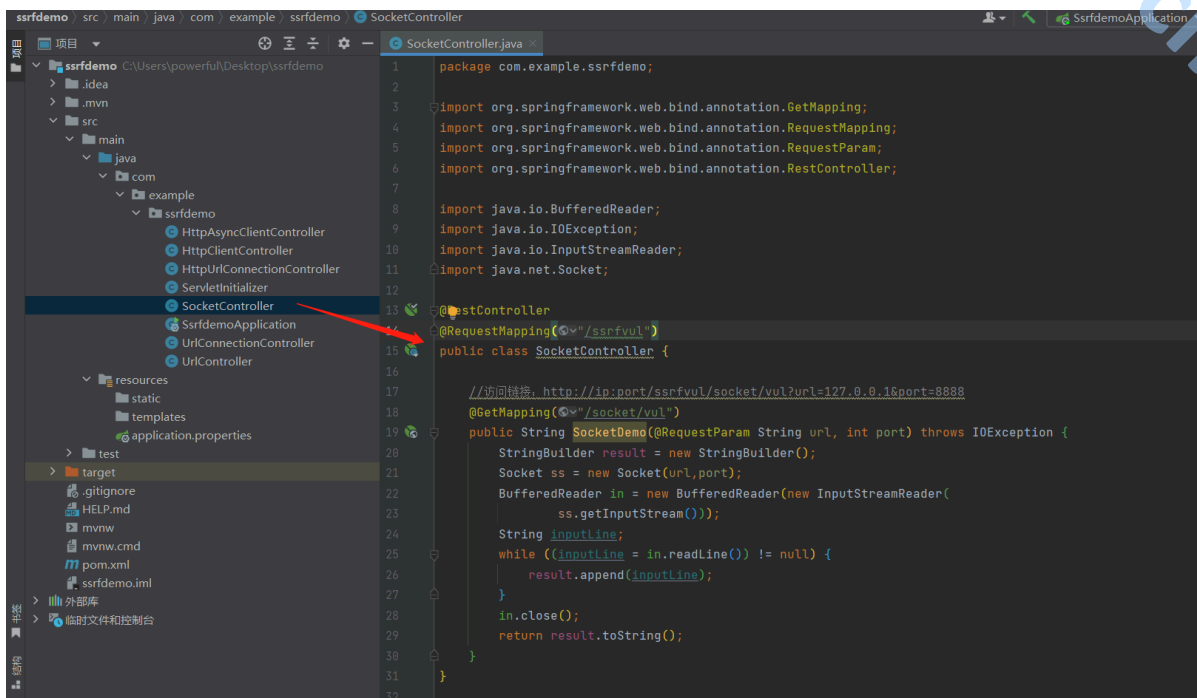 ssrfdemo 〉 src 〉 main 〉 java 〉 com 〉 example 〉 ssrfdemo 〉 SocketController
SsrfdemoApplication
项目
项目
SocketController.java
ssrfdemo C:\Users\powerful\Desktop\ssrfdemo
.idea
.mvn
src
main
java
com
example
ssrfdemo
HttpAsyncClientController
HttpClientController
HttpUrlConnectionController
ServletInitializer
SocketController
SsrfdemoApplication
UrlConnectionController
UrlController
resources
static
templates
application.properties
test
target
.gitignore
HELP.md
mvnw
mvnw.cmd
pom.xml
ssrfdemo.iml
外部库
临时文件和控制台
书签
结构
1 package com.example.ssrfdemo;
2
3 import org.springframework.web.bind.annotation.GetMapping;
4 import org.springframework.web.bind.annotation.RequestMapping;
5 import org.springframework.web.bind.annotation.RequestParam;
6 import org.springframework.web.bind.annotation.RestController;
7
8 import java.io.BufferedReader;
9 import java.io.IOException;
10 import java.io.InputStreamReader;
11 import java.net.Socket;
12
13 @RestController
14 @RequestMapping("/ssrfvul")
15 public class SocketController {
16
17 //访问链接：http://ip:port/ssrfvul/socket/vul?url=127.0.0.1&port=8888
18 @GetMapping("/socket/vul")
19 public String SocketDemo(@RequestParam String url, int port) throws IOException {
20 StringBuilder result = new StringBuilder();
21 Socket ss = new Socket(url,port);
22 BufferedReader in = new BufferedReader(new InputStreamReader(
23 ss.getInputStream()));
24 String inputLine;
25 while ((inputLine = in.readLine()) != null) {
26 result.append(inputLine);
27 }
28 in.close();
29 return result.toString();
30 }
31 }
32